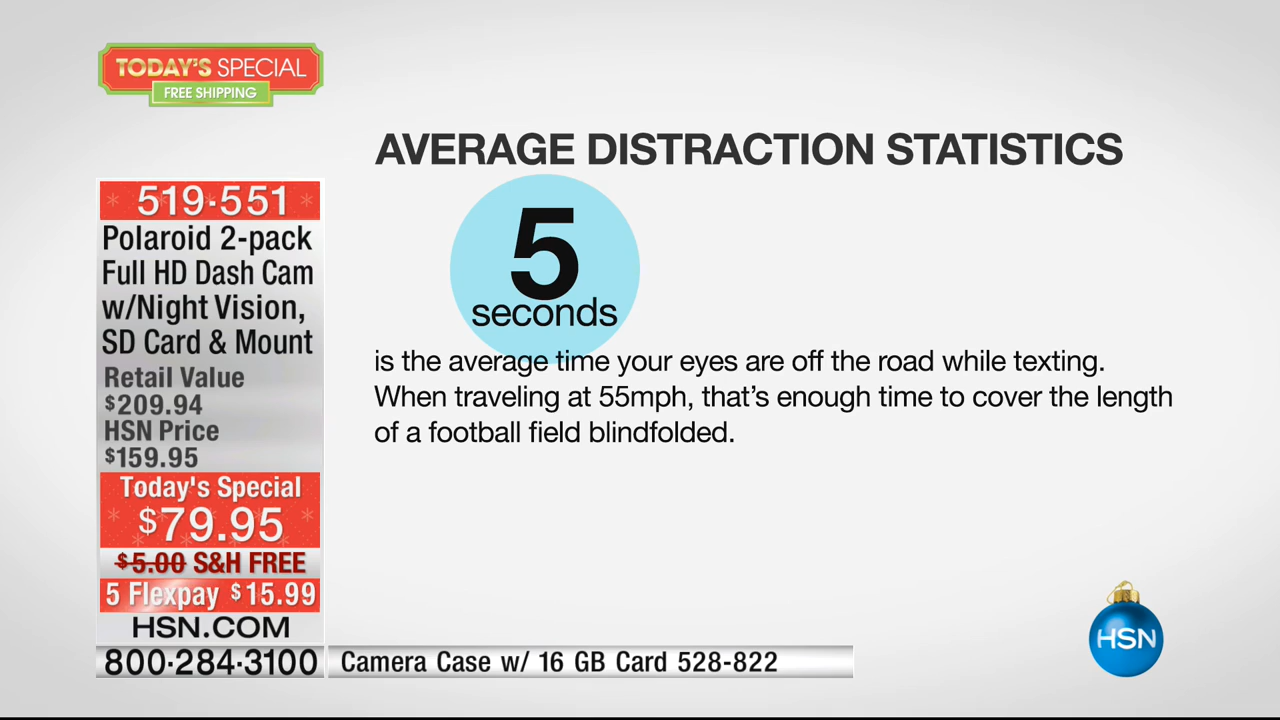 TODAY'S SPECIAL
FREE SHIPPING
AVERAGE DISTRACTION STATISTICS
5
seconds
is the average time your eyes are off the road while texting.
When traveling at 55mph, that's enough time to cover the length
of a football field blindfolded.
519·551
Polaroid 2-pack
Full HD Dash Cam
w/Night Vision,
SD Card & Mount
Retail Value
$209.94
HSN Price
$159.95
Today's Special
$79.95
$5.00 S&H FREE
5 Flexpay $15.99
HSN.COM
800·284·3100
Camera Case w/ 16 GB Card 528-822
HSN